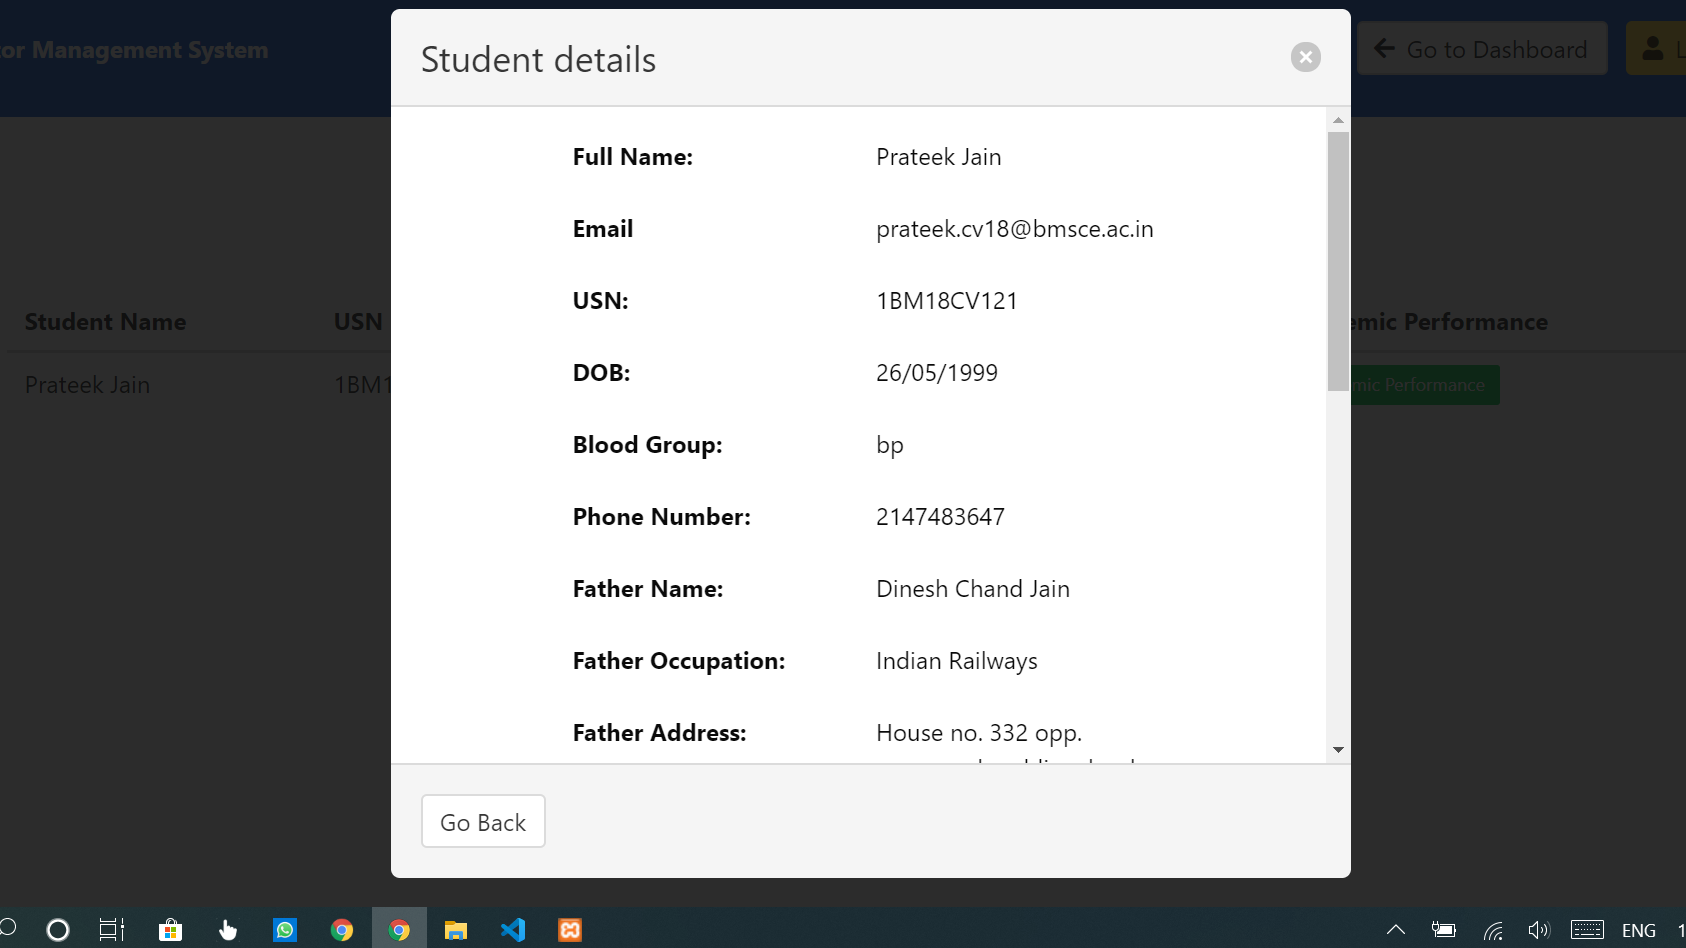 tor Management System
Student details
Go to Dashboard
Full Name: Prateek Jain
Email prateek.cv18@bmsce.ac.in
USN: 1BM18CV121
Student Name USN emic Performance
DOB: 26/05/1999
Prateek Jain 1BM1 mic Performance
Blood Group: bp
Phone Number: 2147483647
Father Name: Dinesh Chand Jain
Father Occupation: Indian Railways
Father Address: House no. 332 opp.
Go Back
ENG